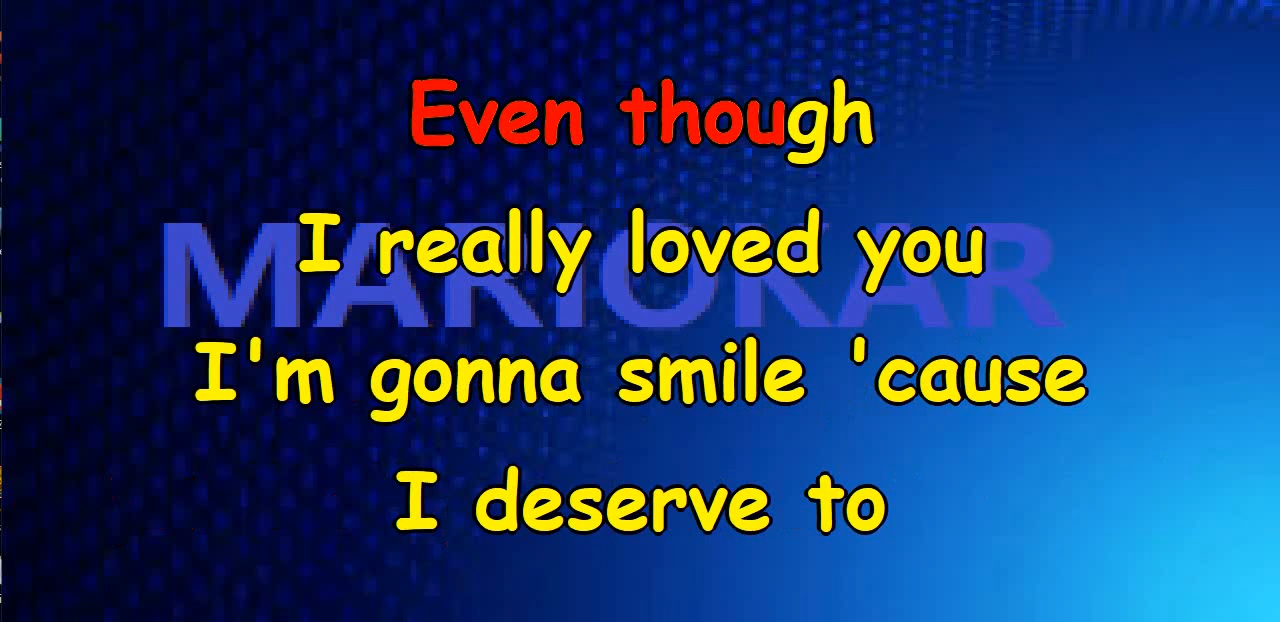 Even though
I really loved you
MARIOKAR
I'm gonna smile 'cause
I deserve to